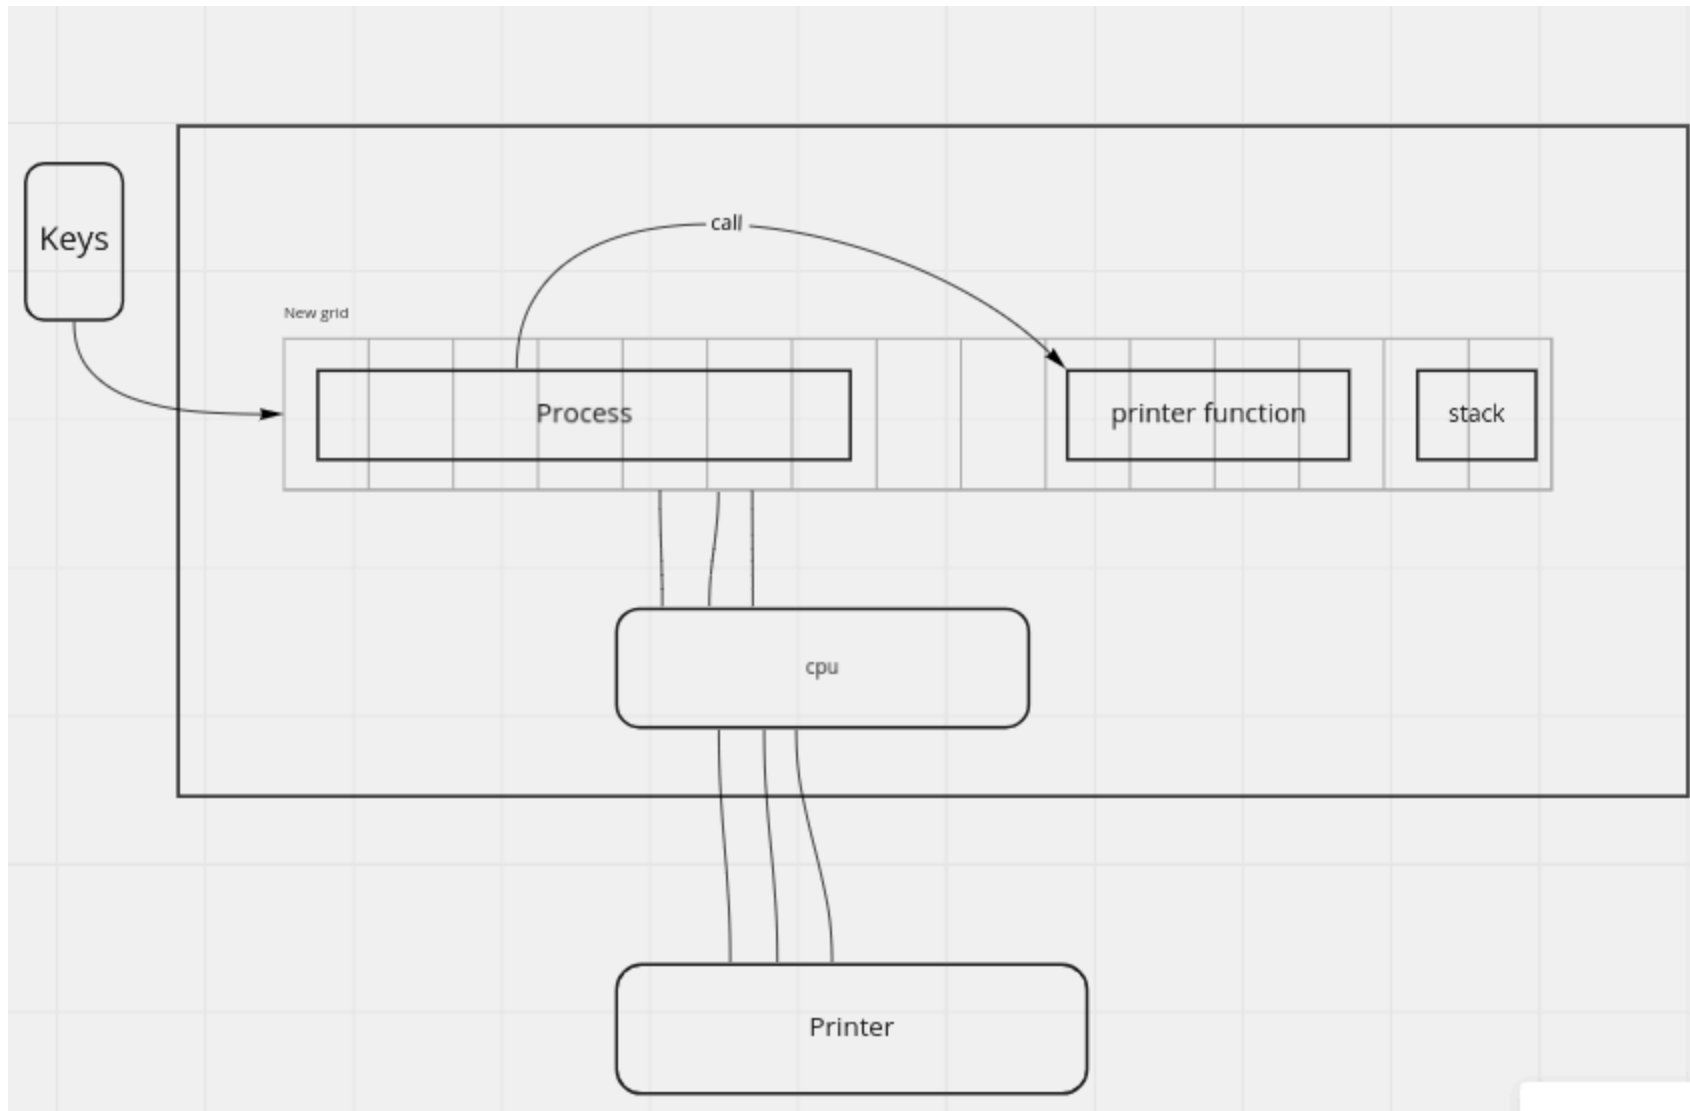 Keys
call
New grid
Process
printer function
stack
cpu
Printer